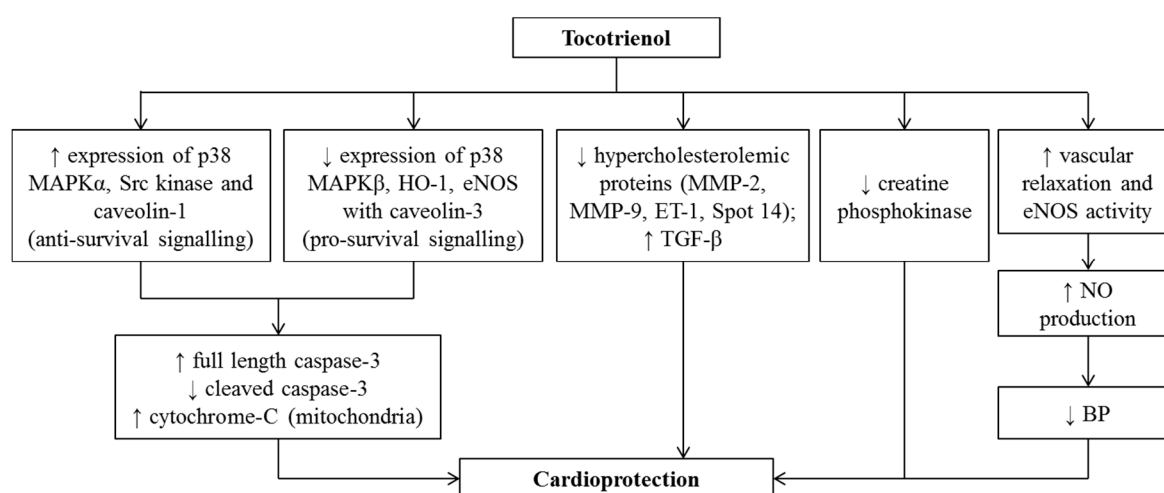 Tocotrienol
↑ expression of p38
MAPKα, Src kinase and
caveolin-1
(anti-survival signalling)
↓ expression of p38
MAPKβ, HO-1, eNOS
with caveolin-3
(pro-survival signalling)
↓ hypercholesterolemic
proteins (MMP-2,
MMP-9, ET-1, Spot 14);
↑ TGF-β
↓ creatine
phosphokinase
↑ vascular
relaxation and
eNOS activity
↑ NO
production
↑ full length caspase-3
↓ cleaved caspase-3
↑ cytochrome-C (mitochondria)
↓ BP
Cardioprotection